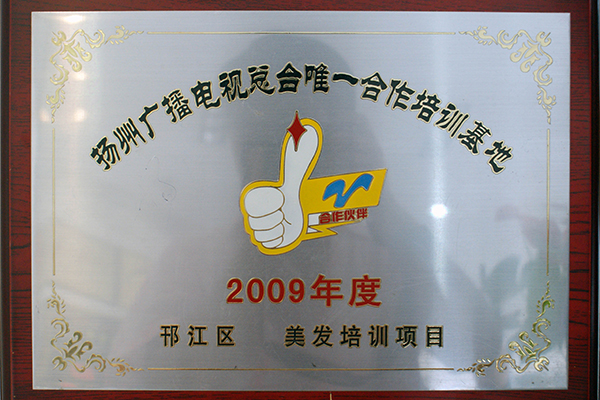 扬州广播电视总台唯一合作培训基地
合作伙伴
2009年度
邗江区 美发培训项目